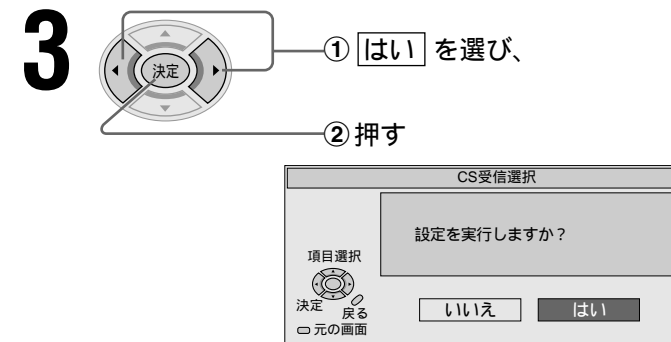 3
決定
① はい を選び、
② 押す
CS受信選択
設定を実行しますか？
項目選択
決定
戻る
元の画面
いいえ はい